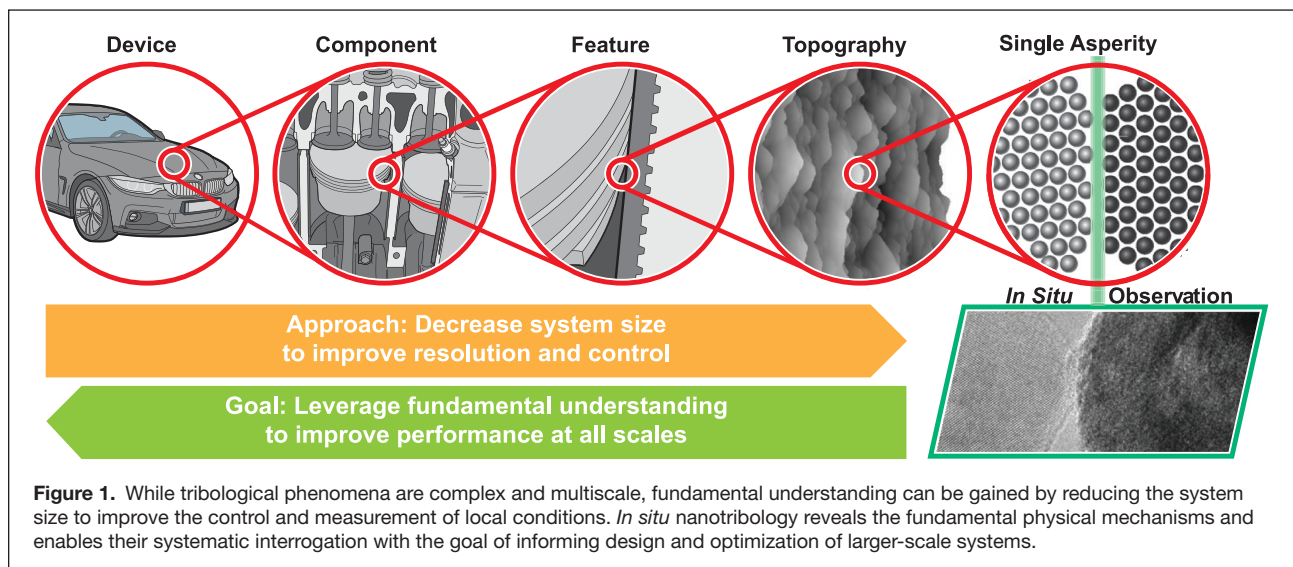 Device
Component
Feature
Topography
Single Asperity
In Situ Observation
Approach: Decrease system size
to improve resolution and control
Goal: Leverage fundamental understanding
to improve performance at all scales
Figure 1. While tribological phenomena are complex and multiscale, fundamental understanding can be gained by reducing the system
size to improve the control and measurement of local conditions. In situ nanotribology reveals the fundamental physical mechanisms and
enables their systematic interrogation with the goal of informing design and optimization of larger-scale systems.